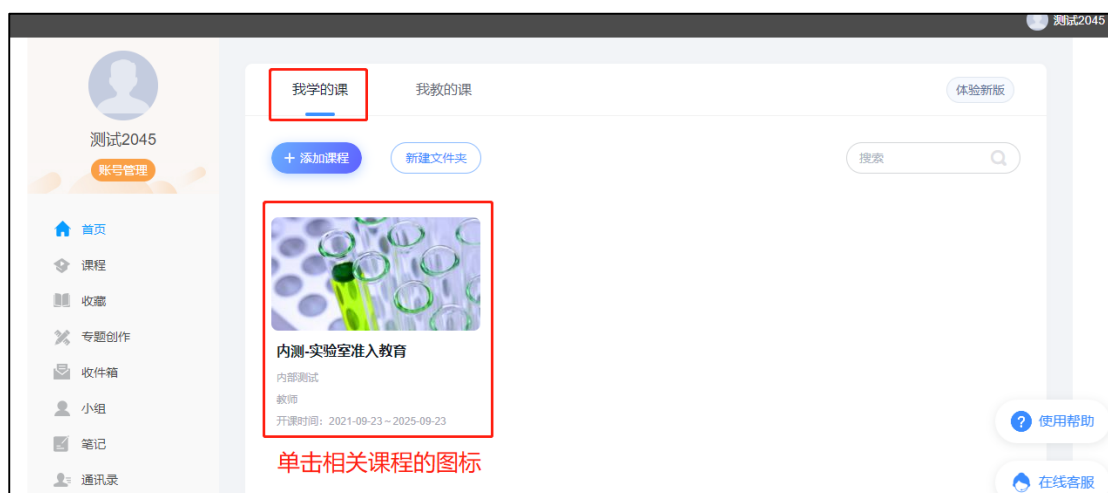 测试2045
测试2045
账号管理
首页
课程
收藏
专题创作
收件箱
小组
笔记
通讯录
我学的课
我教的课
体验新版
+ 添加课程
新建文件夹
搜索
内测-实验室准入教育
内部测试
教师
开课时间：2021-09-23～2025-09-23
单击相关课程的图标
? 使用帮助
在线客服